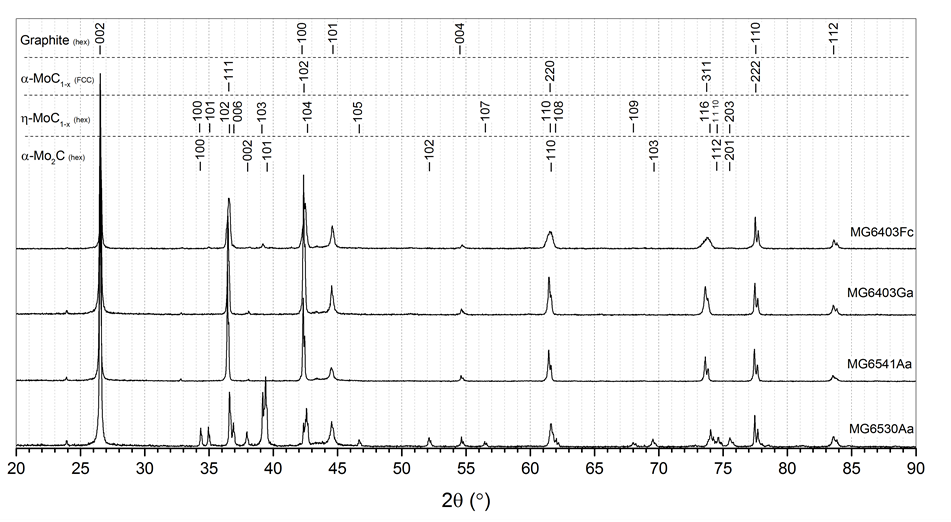 Graphite (hex) 002 100 101 004 110 112
α-MoC1-x (FCC) 111 102 220 311 222
η-MoC1-x (hex) 100 101 102 006 103 104 105 107 110 108 109 116 1 1 10 203
α-Mo2C (hex) 100 002 101 102 110 103 112 201
MG6403Fc
MG6403Ga
MG6541Aa
MG6530Aa
20 25 30 35 40 45 50 55 60 65 70 75 80 85 90
2θ (°)